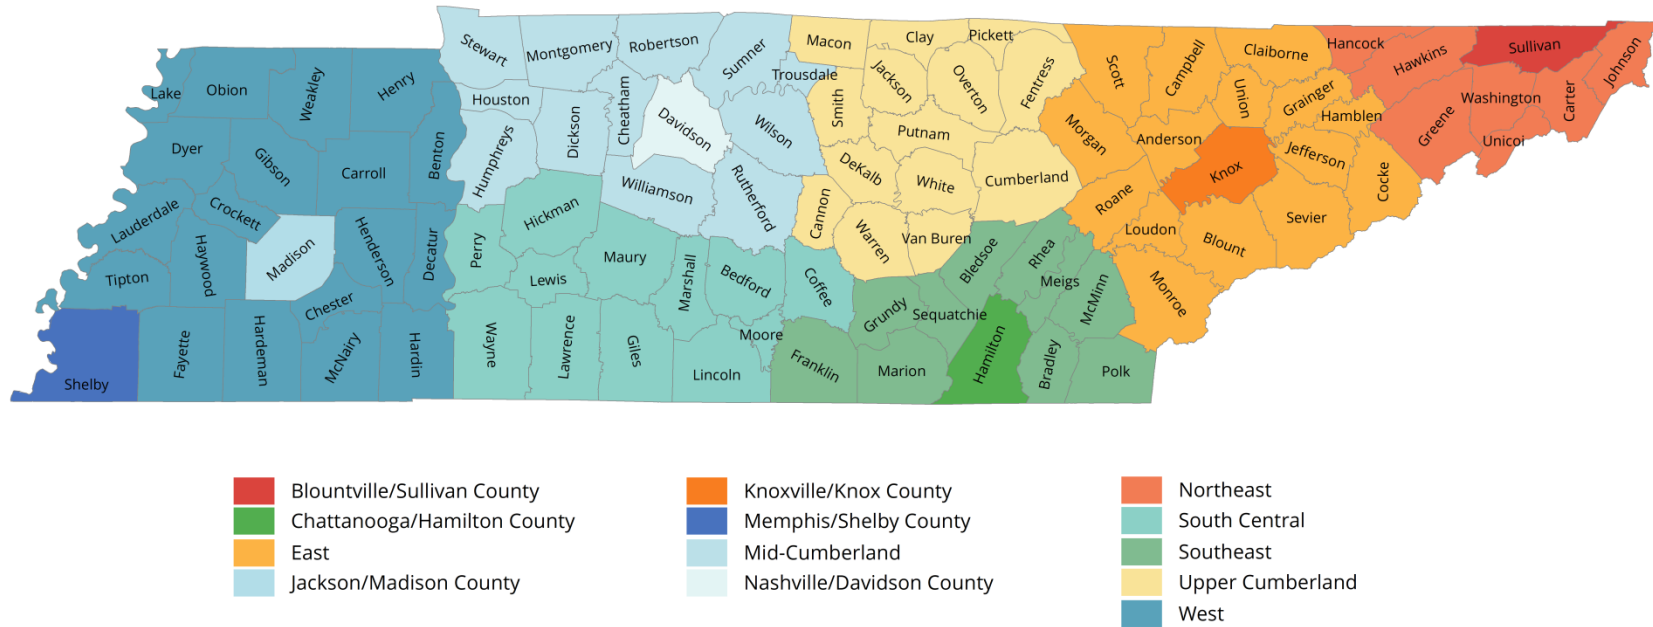 Stewart
Montgomery
Robertson
Sumner
Macon
Clay
Pickett
Scott
Campbell
Claiborne
Hancock
Hawkins
Sullivan
Johnson
Lake
Obion
Weakley
Henry
Houston
Cheatham
Trousdale
Smith
Jackson
Overton
Fentress
Union
Grainger
Hamblen
Washington
Carter
Greene
Unicoi
Dyer
Gibson
Carroll
Benton
Humphreys
Dickson
Davidson
Wilson
Putnam
Morgan
Anderson
Jefferson
Cocke
Knox
Lauderdale
Crockett
Madison
Henderson
Decatur
Perry
Hickman
Williamson
Rutherford
Cannon
DeKalb
White
Cumberland
Roane
Loudon
Blount
Sevier
Tipton
Haywood
Chester
Lewis
Maury
Marshall
Bedford
Coffee
Warren
Van Buren
Bledsoe
Rhea
Meigs
McMinn
Monroe
Shelby
Fayette
Hardeman
McNairy
Hardin
Wayne
Lawrence
Giles
Lincoln
Moore
Franklin
Grundy
Sequatchie
Marion
Hamilton
Bradley
Polk
Blountville/Sullivan County
Chattanooga/Hamilton County
East
Jackson/Madison County
Knoxville/Knox County
Memphis/Shelby County
Mid-Cumberland
Nashville/Davidson County
Northeast
South Central
Southeast
Upper Cumberland
West